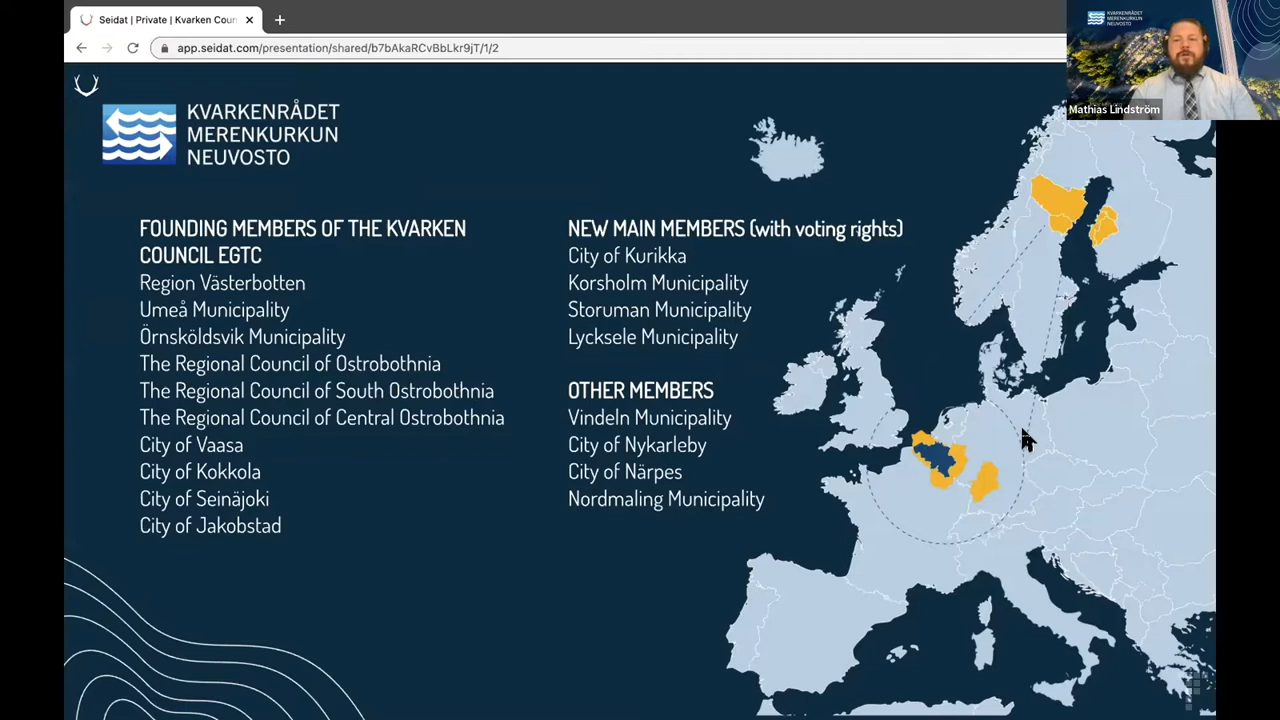 Seidat | Private | Kvarken Coun
app.seidat.com/presentation/shared/b7bAkaRCvBbLkr9jT/1/2
KVARKENRÅDET
MERENKURKUN
NEUVOSTO
Mathias Lindström
KVARKENRÅDET
MERENKURKUN
NEUVOSTO
FOUNDING MEMBERS OF THE KVARKEN
COUNCIL EGTC
Region Västerbotten
Umeå Municipality
Örnsköldsvik Municipality
The Regional Council of Ostrobothnia
The Regional Council of South Ostrobothnia
The Regional Council of Central Ostrobothnia
City of Vaasa
City of Kokkola
City of Seinäjoki
City of Jakobstad
NEW MAIN MEMBERS (with voting rights)
City of Kurikka
Korsholm Municipality
Storuman Municipality
Lycksele Municipality
OTHER MEMBERS
Vindeln Municipality
City of Nykarleby
City of Närpes
Nordmaling Municipality